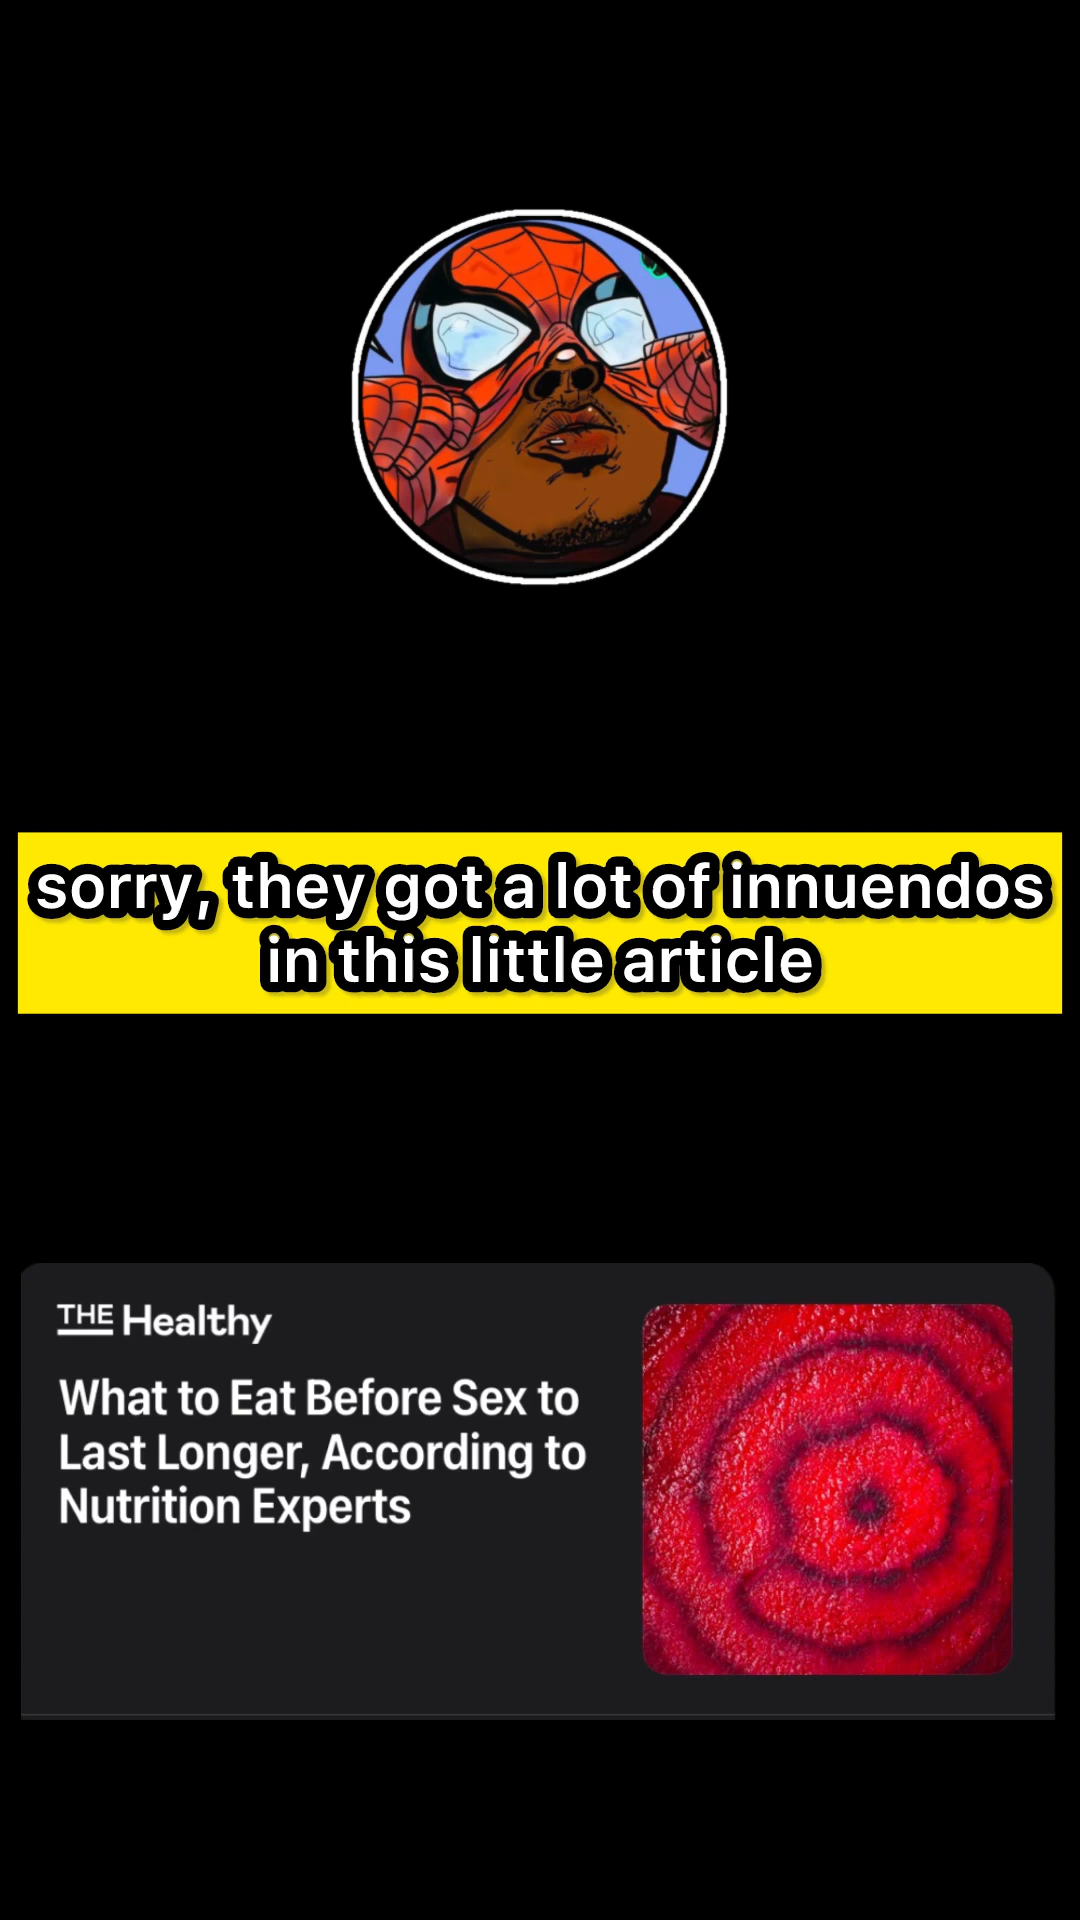 sorry, they got a lot of innuendos
in this little article
THE Healthy
What to Eat Before Sex to
Last Longer, According to
Nutrition Experts